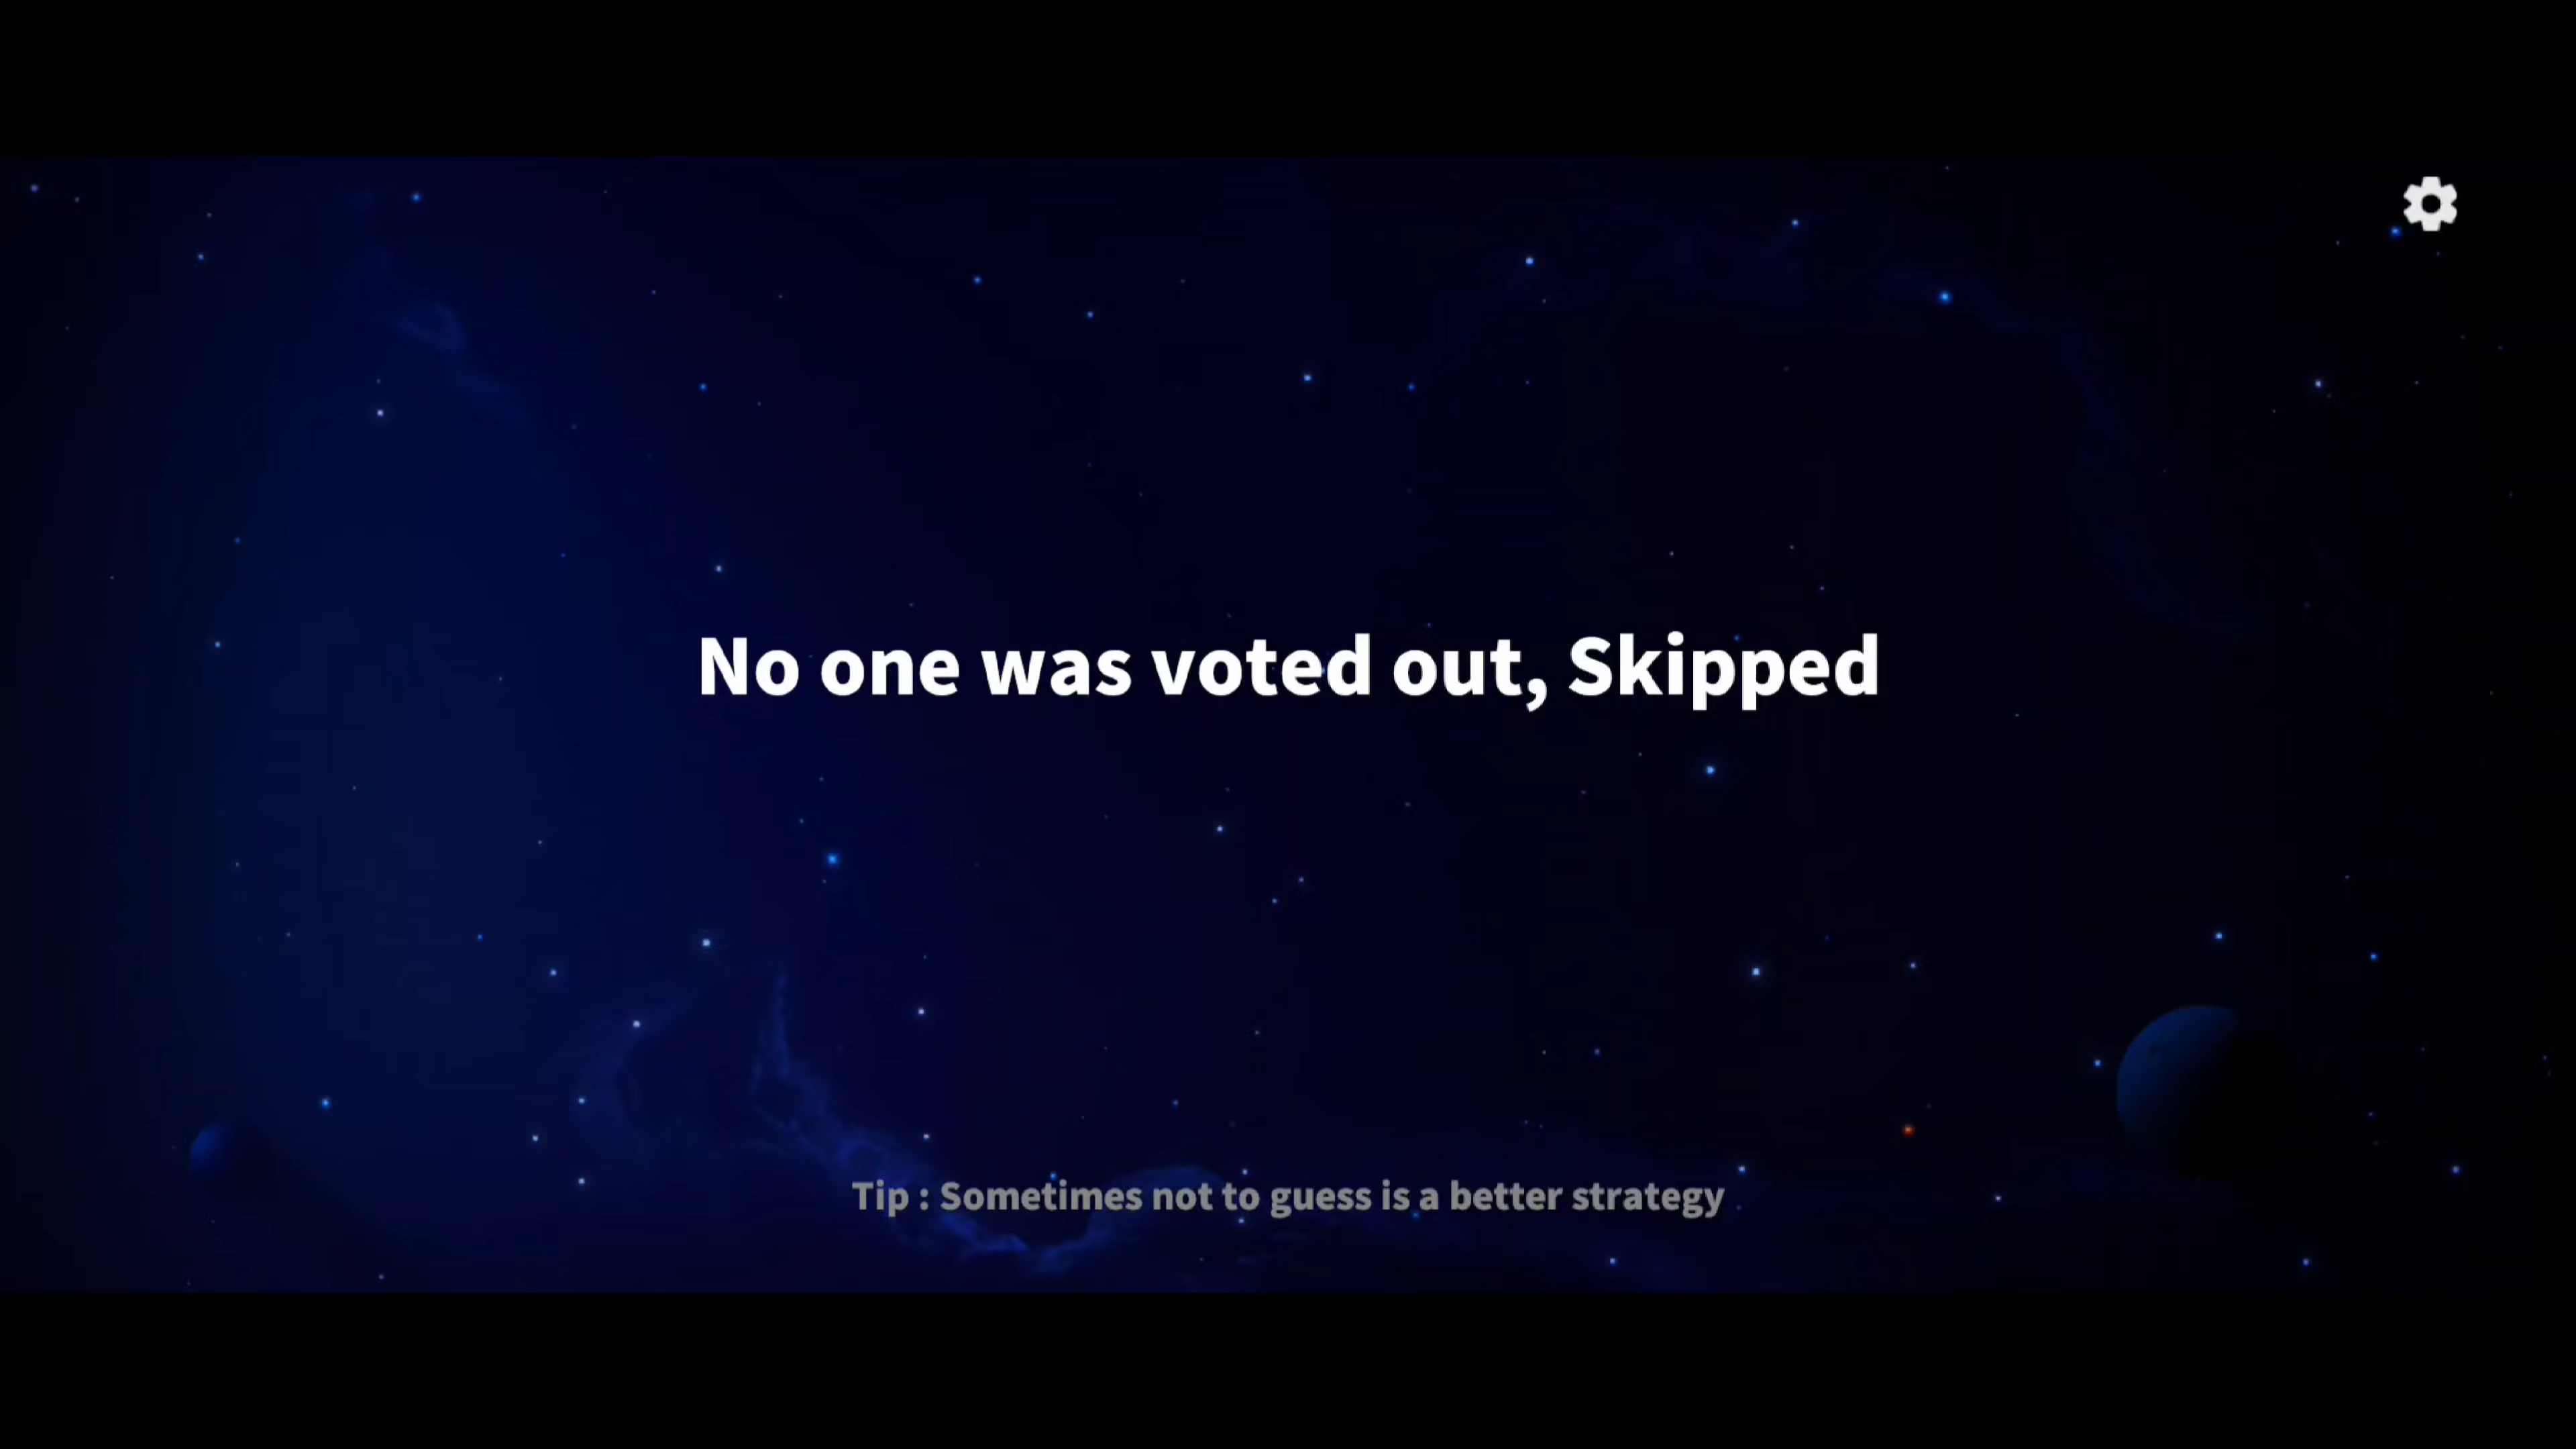 No one was voted out, Skipped
Tip : Sometimes not to guess is a better strategy